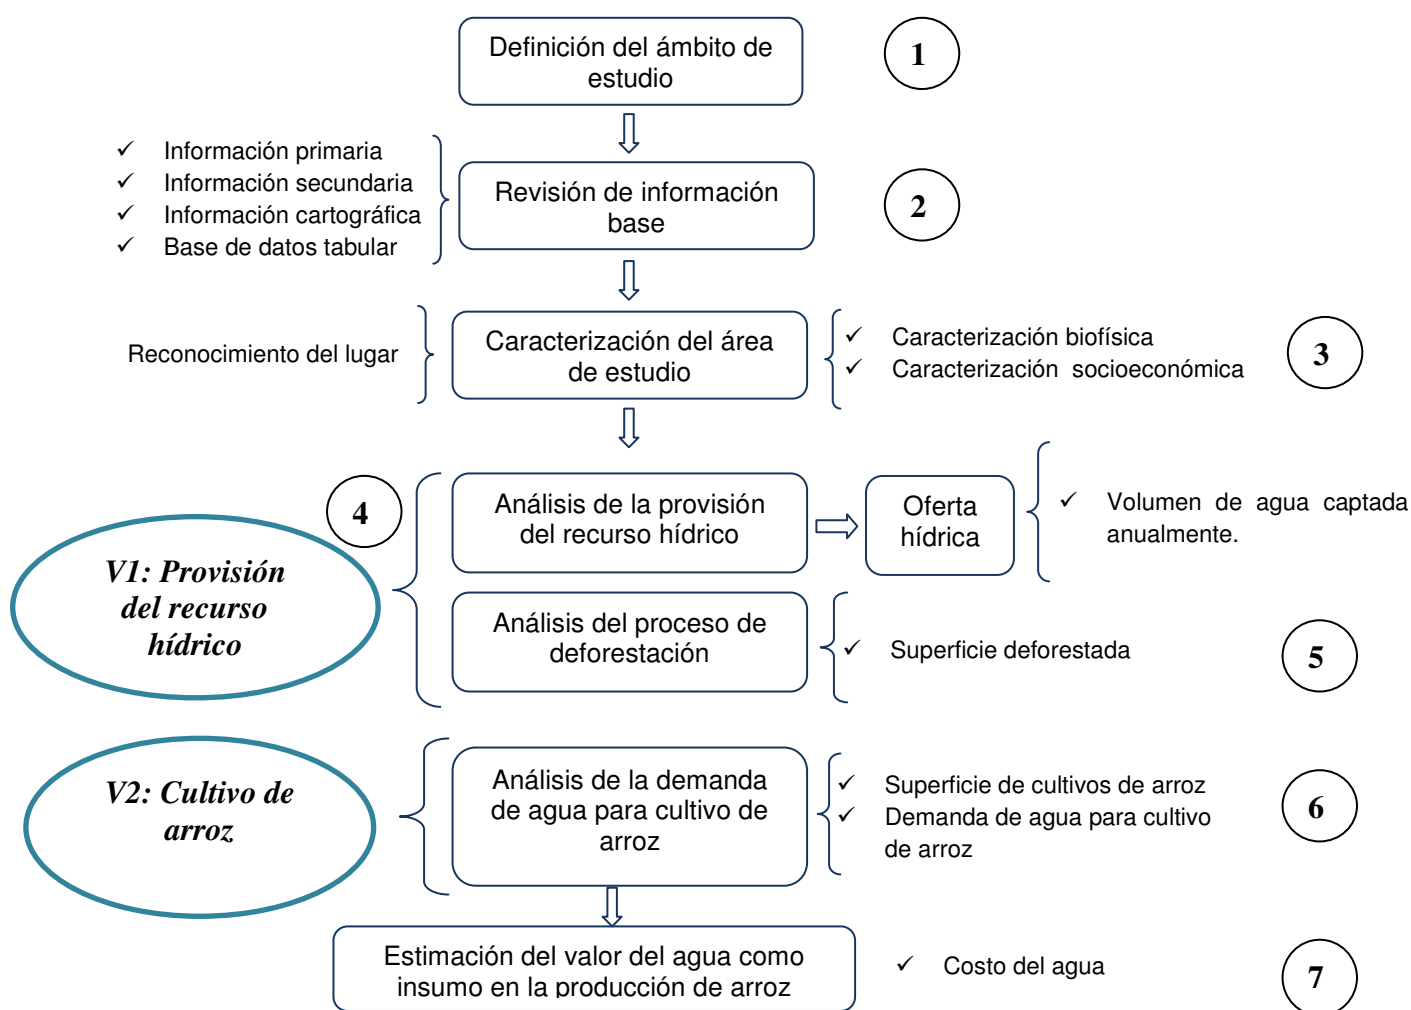 Definición del ámbito de
estudio
1
✓ Información primaria
✓ Información secundaria
✓ Información cartográfica
✓ Base de datos tabular
Revisión de información
base
2
Reconocimiento del lugar
Caracterización del área
de estudio
✓ Caracterización biofísica
✓ Caracterización socioeconómica
3
4
V1: Provisión
del recurso
hídrico
Análisis de la provisión
del recurso hídrico
Oferta
hídrica
✓ Volumen de agua captada
anualmente.
Análisis del proceso de
deforestación
✓ Superficie deforestada
5
V2: Cultivo de
arroz
Análisis de la demanda
de agua para cultivo de
arroz
✓ Superficie de cultivos de arroz
✓ Demanda de agua para cultivo
de arroz
6
Estimación del valor del agua como
insumo en la producción de arroz
✓ Costo del agua
7